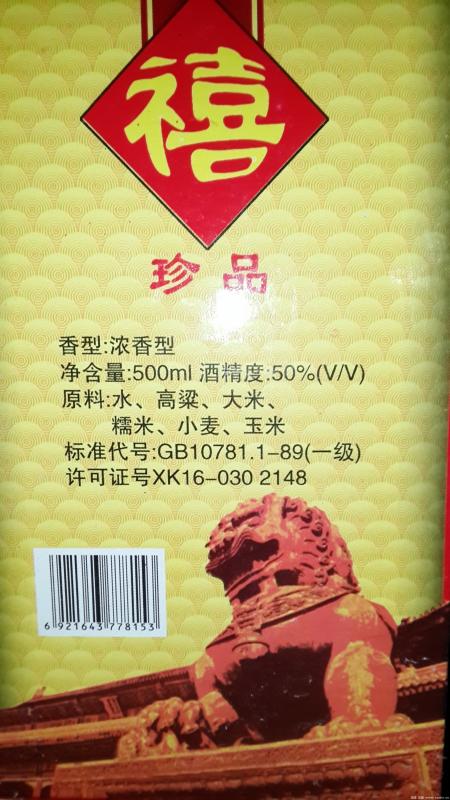 禧
珍品
香型:浓香型
净含量:500ml 酒精度:50%(V/V)
原料:水、高粱、大米、
糯米、小麦、玉米
标准代号:GB10781.1-89(一级)
许可证号XK16-030 2148
6 921643 778153